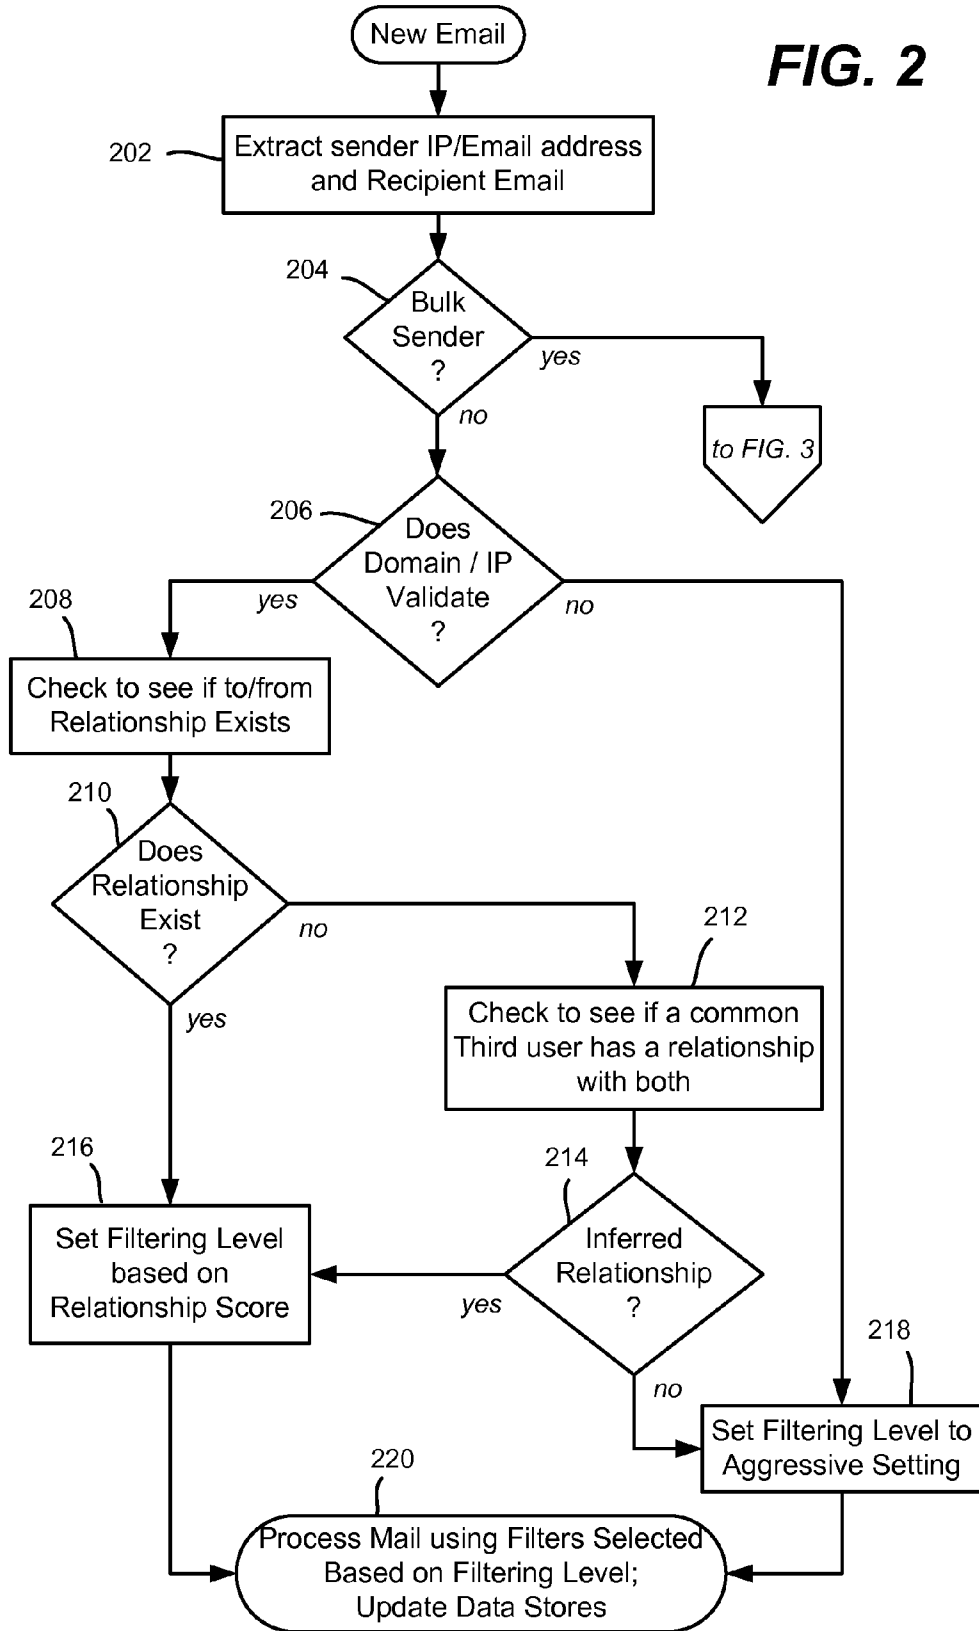 New Email
FIG. 2
202
Extract sender IP/Email address
and Recipient Email
204
Bulk
Sender
?
yes
no
to FIG. 3
206
Does
Domain / IP
Validate
?
yes
no
208
Check to see if to/from
Relationship Exists
210
Does
Relationship
Exist
?
no
yes
212
Check to see if a common
Third user has a relationship
with both
214
Inferred
Relationship
?
yes
no
216
Set Filtering Level
based on
Relationship Score
218
Set Filtering Level to
Aggressive Setting
220
Process Mail using Filters Selected
Based on Filtering Level;
Update Data Stores